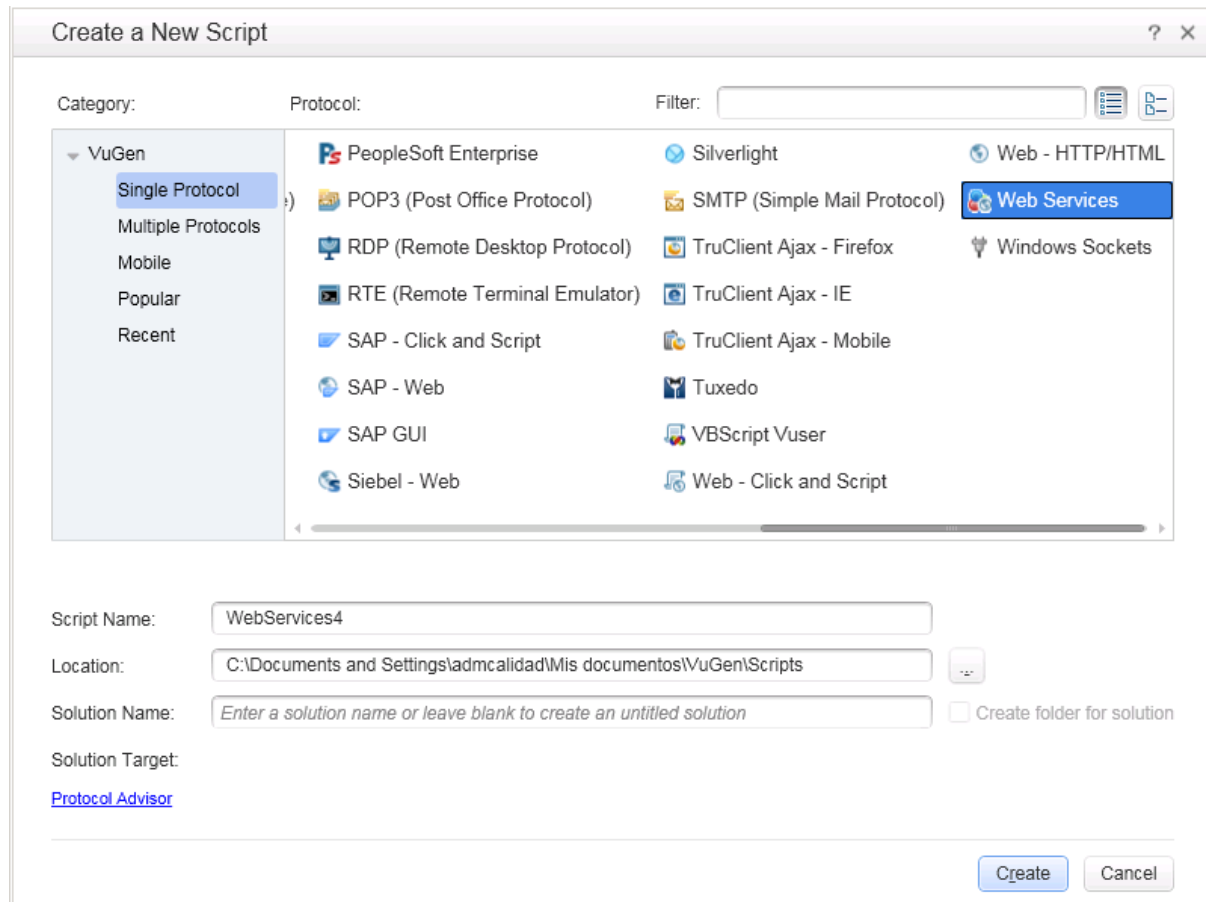 Create a New Script
?
Category:
Protocol:
Filter:
VuGen
Single Protocol
Multiple Protocols
Mobile
Popular
Recent
)
PeopleSoft Enterprise
POP3 (Post Office Protocol)
RDP (Remote Desktop Protocol)
RTE (Remote Terminal Emulator)
SAP - Click and Script
SAP - Web
SAP GUI
Siebel - Web
Silverlight
SMTP (Simple Mail Protocol)
TruClient Ajax - Firefox
TruClient Ajax - IE
TruClient Ajax - Mobile
Tuxedo
VBScript Vuser
Web - Click and Script
Web - HTTP/HTML
Web Services
Windows Sockets
Script Name:
WebServices4
Location:
C:\Documents and Settings\admcalidad\Mis documentos\VuGen\Scripts
...
Solution Name:
Enter a solution name or leave blank to create an untitled solution
Create folder for solution
Solution Target:
Protocol Advisor
Create
Cancel